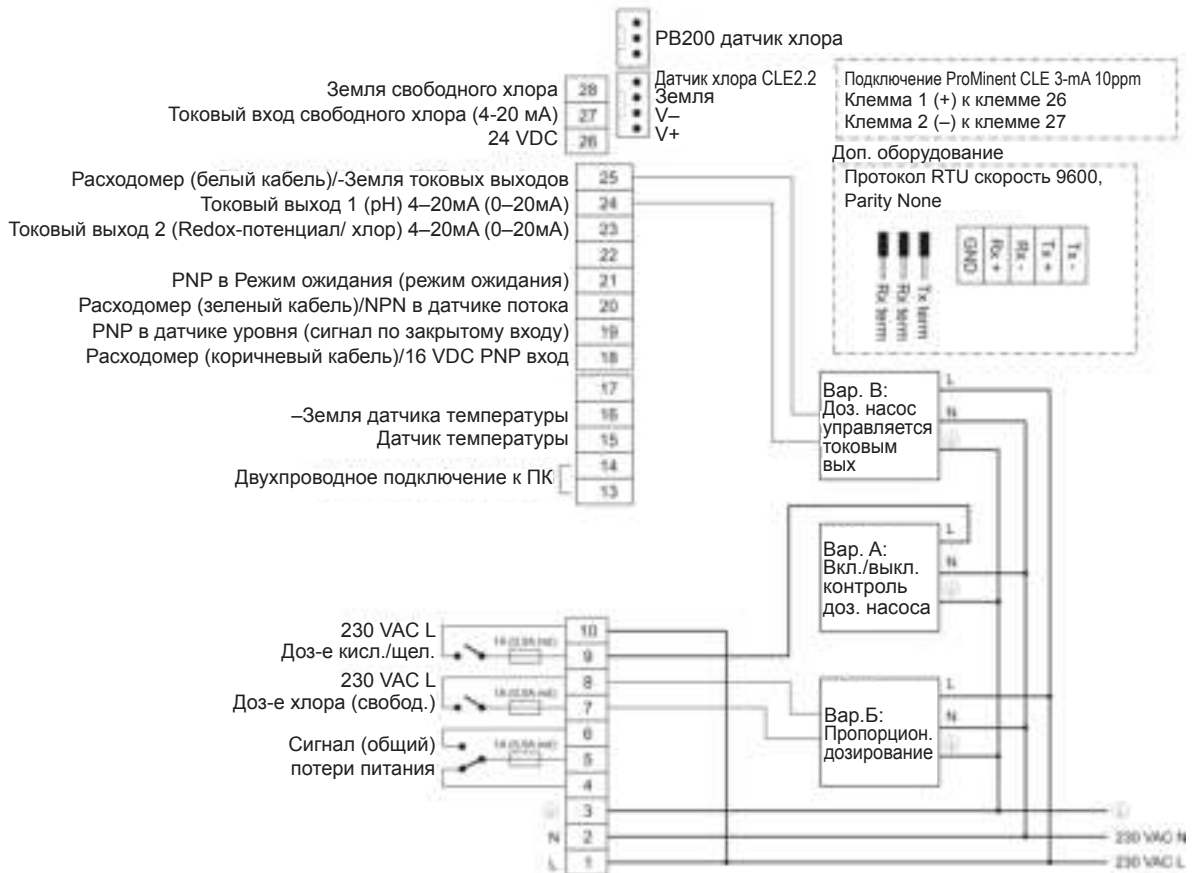 PB200 датчик хлора
Датчик хлора CLE2.2
Земля
V–
V+
Земля свободного хлора 28
Токовый вход свободного хлора (4-20 мА) 27
24 VDC 26
Подключение ProMinent CLE 3-mA 10ppm
Клемма 1 (+) к клемме 26
Клемма 2 (–) к клемме 27
Доп. оборудование
Протокол RTU скорость 9600,
Parity None
GND
Rx +
Rx -
Tx +
Tx -
Rx term
Rx term
Tx term
Расходомер (белый кабель)/-Земля токовых выходов 25
Токовый выход 1 (pH) 4–20мА (0–20мА) 24
Токовый выход 2 (Redox-потенциал/ хлор) 4–20мА (0–20мА) 23
22
PNP в Режим ожидания (режим ожидания) 21
Расходомер (зеленый кабель)/NPN в датчике потока 20
PNP в датчике уровня (сигнал по закрытому входу) 19
Расходомер (коричневый кабель)/16 VDC PNP вход 18
17
–Земля датчика температуры 16
Датчик температуры 15
14
Двухпроводное подключение к ПК
13
Вар. В:
Доз. насос
управляется
токовым
вых
L
N
Вар. А:
Вкл./выкл.
контроль
доз. насоса
L
N
Вар.Б:
Пропорцион.
дозирование
L
N
230 VAC L 10
Доз-е кисл./щел. 9
230 VAC L 8
Доз-е хлора (свобод.) 7
6
Сигнал (общий)
потери питания 5
4
3
N 2 230 VAC N
L 1 230 VAC L